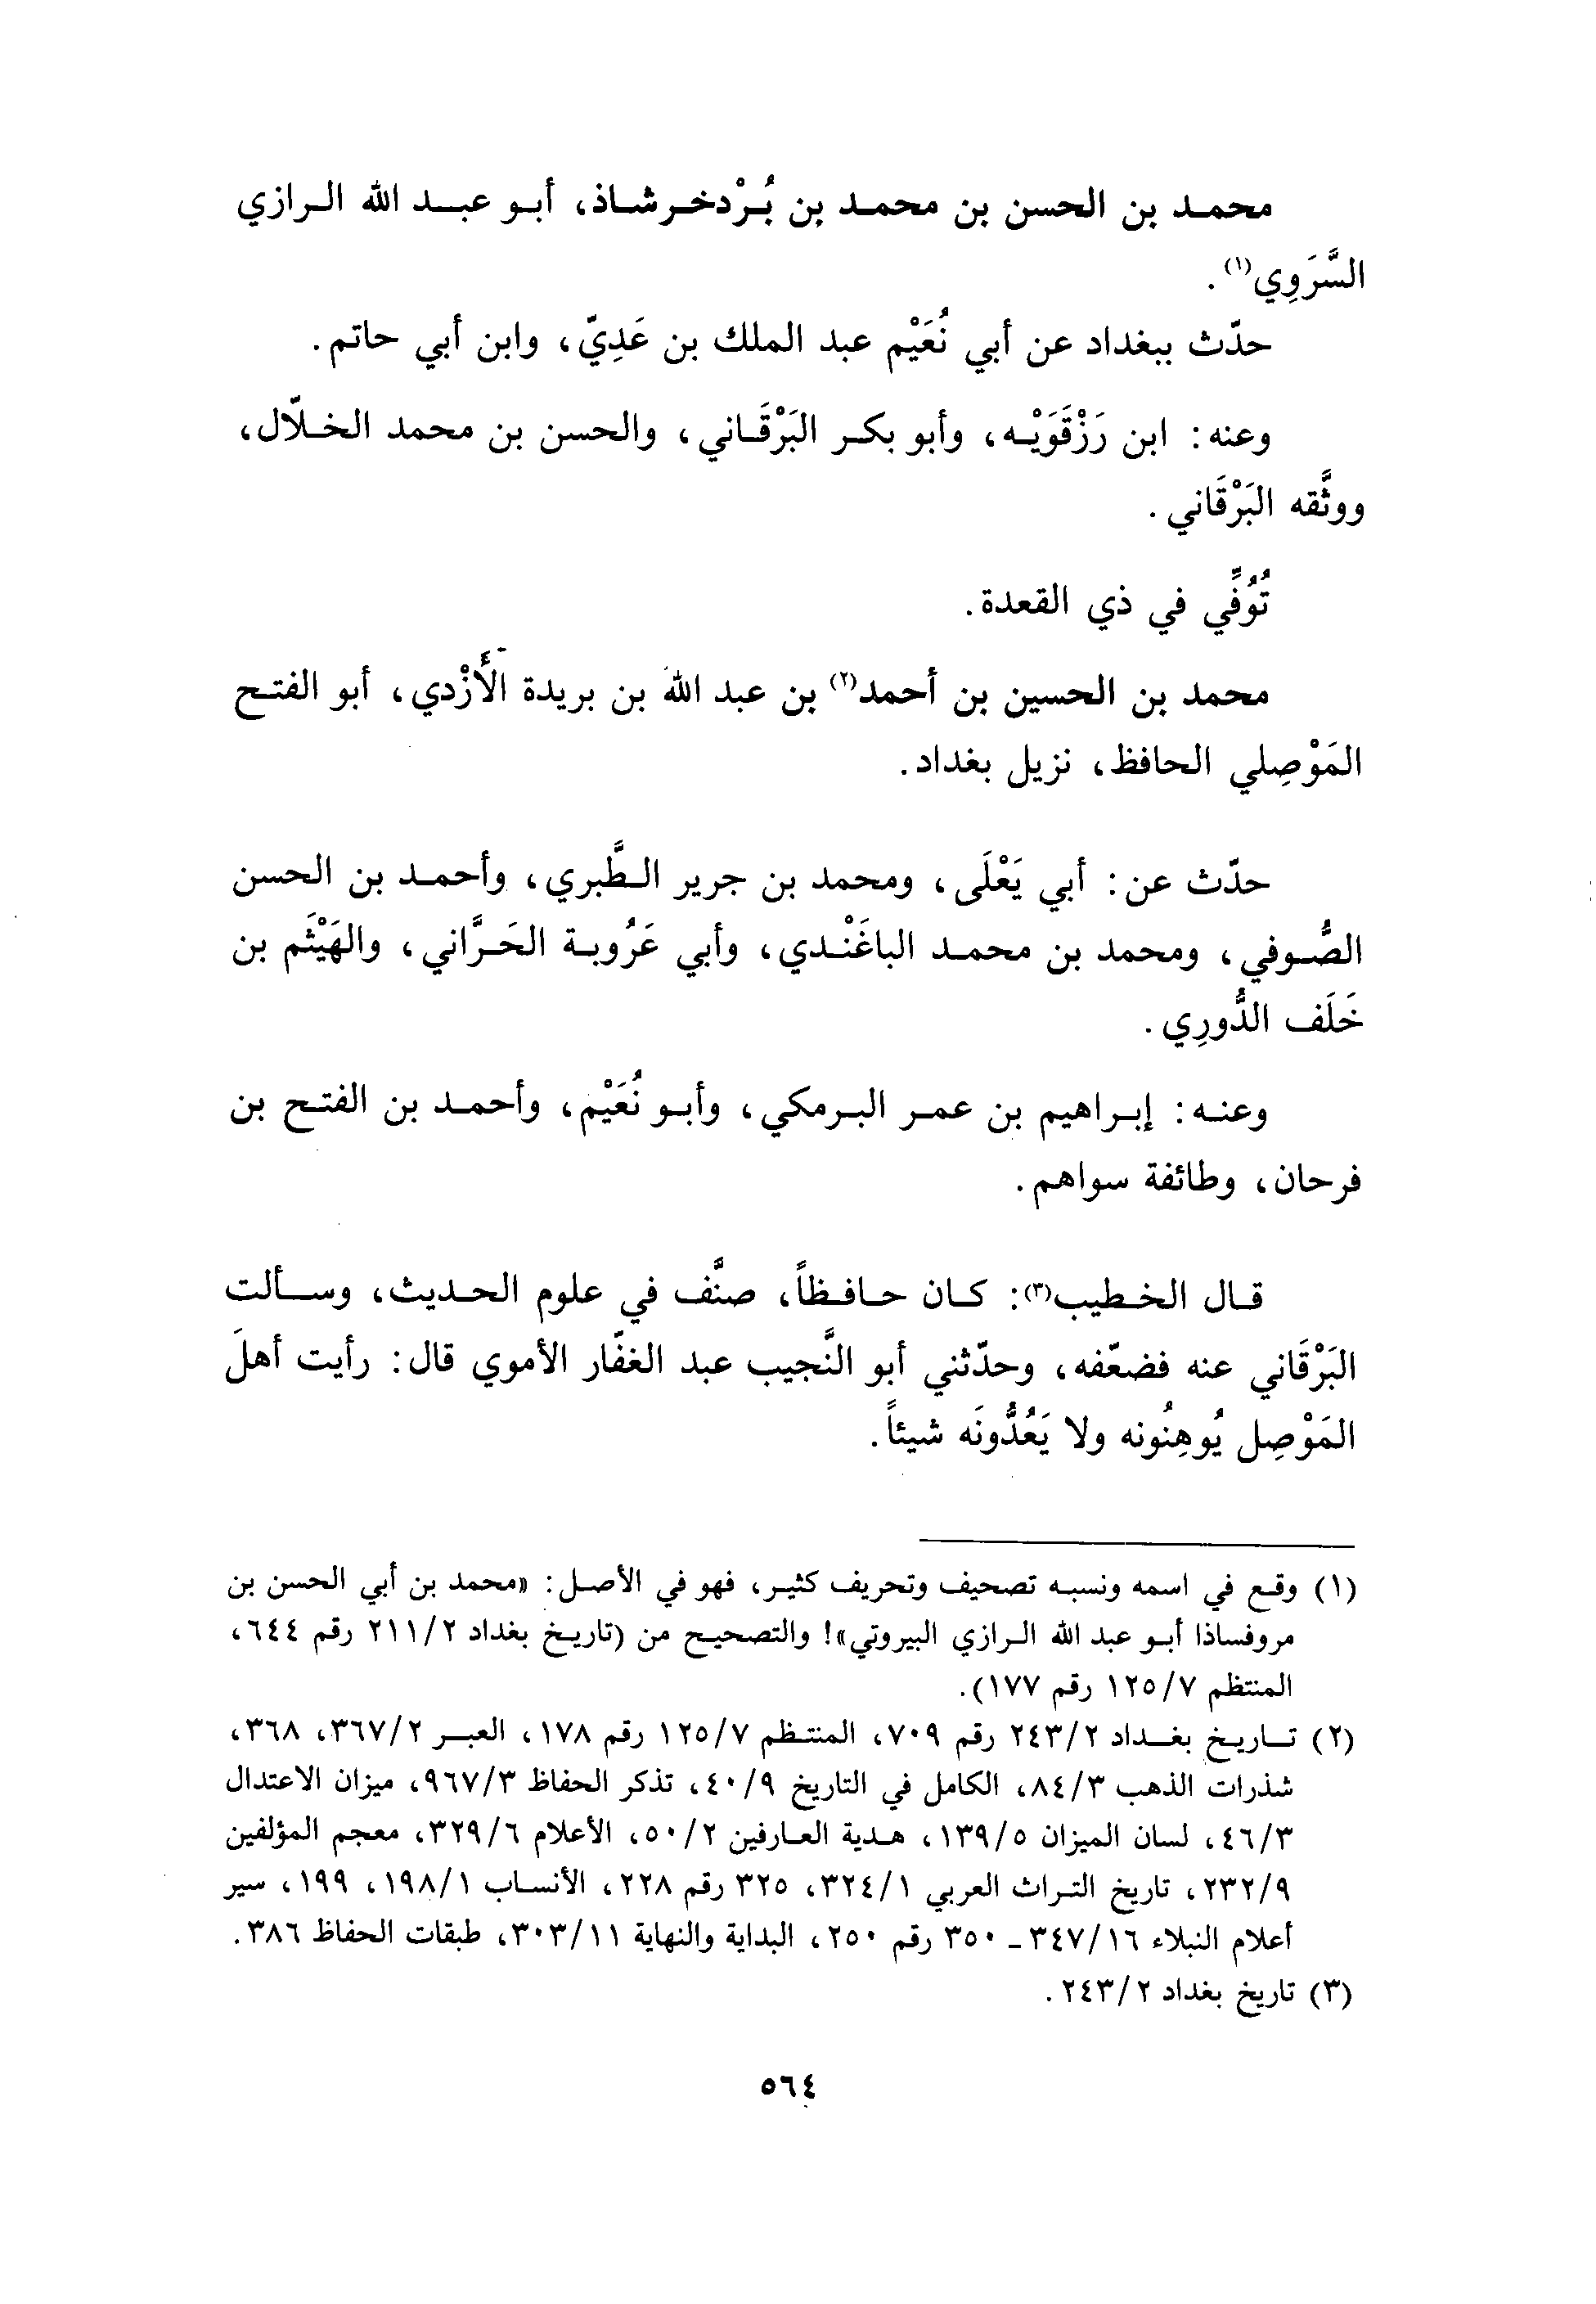 محمد بن الحسن بن محمد بن بُرْدخرشاذ، أبو عبد الله الرازي
السَّرَوِي(١).
حدّث ببغداد عن أبي نُعَيْم عبد الملك بن عَدِيّ، وابن أبي حاتم.
وعنه: ابن رَزْقَوَيْه، وأبو بكر البَرْقَاني، والحسن بن محمد الخلّال،
ووثَّقه البَرْقَاني.
تُوُفِّي في ذي القعدة.
محمد بن الحسين بن أحمد(٢) بن عبد الله بن بريدة الأَزْدي، أبو الفتح
المَوْصِلي الحافظ، نزيل بغداد.
حدّث عن: أبي يَعْلَى، ومحمد بن جرير الطَّبري، وأحمد بن الحسن
الصُّوفي، ومحمد بن محمد الباغَنْدي، وأبي عَرُوبة الحَرَّاني، والهَيْثَم بن
خَلَف الدُّورِي.
وعنه: إبراهيم بن عمر البرمكي، وأبو نُعَيْم، وأحمد بن الفتح بن
فرحان، وطائفة سواهم.
قال الخطيب(٣): كان حافظاً، صنَّف في علوم الحديث، وسألت
البَرْقَاني عنه فضعّفه، وحدّثني أبو النَّجيب عبد الغفّار الأموي قال: رأيت أهلَ
المَوْصِل يُوهِنُونه ولا يَعُدُّونَه شيئاً.
(١) وقع في اسمه ونسبه تصحيف وتحريف كثير، فهو في الأصل: «محمد بن أبي الحسن بن
مروفساذا أبو عبد الله الرازي البيروتي»! والتصحيح من (تاريخ بغداد ٢١١/٢ رقم ٦٤٤،
المنتظم ١٢٥/٧ رقم ١٧٧).
(٢) تاريخ بغداد ٢٤٣/٢ رقم ٧٠٩، المنتظم ١٢٥/٧ رقم ١٧٨، العبر ٣٦٧/٢، ٣٦٨،
شذرات الذهب ٨٤/٣، الكامل في التاريخ ٤٠/٩، تذكر الحفاظ ٩٦٧/٣، ميزان الاعتدال
٤٦/٣، لسان الميزان ١٣٩/٥، هدية العارفين ٥٠/٢، الأعلام ٣٢٩/٦، معجم المؤلفين
٢٣٢/٩، تاريخ التراث العربي ٣٢٤/١، ٣٢٥ رقم ٢٢٨، الأنساب ١٩٨/١، ١٩٩، سير
أعلام النبلاء ٣٤٧/١٦ - ٣٥٠ رقم ٢٥٠، البداية والنهاية ٣٠٣/١١، طبقات الحفاظ ٣٨٦.
(٣) تاريخ بغداد ٢٤٣/٢.
٥٦٤